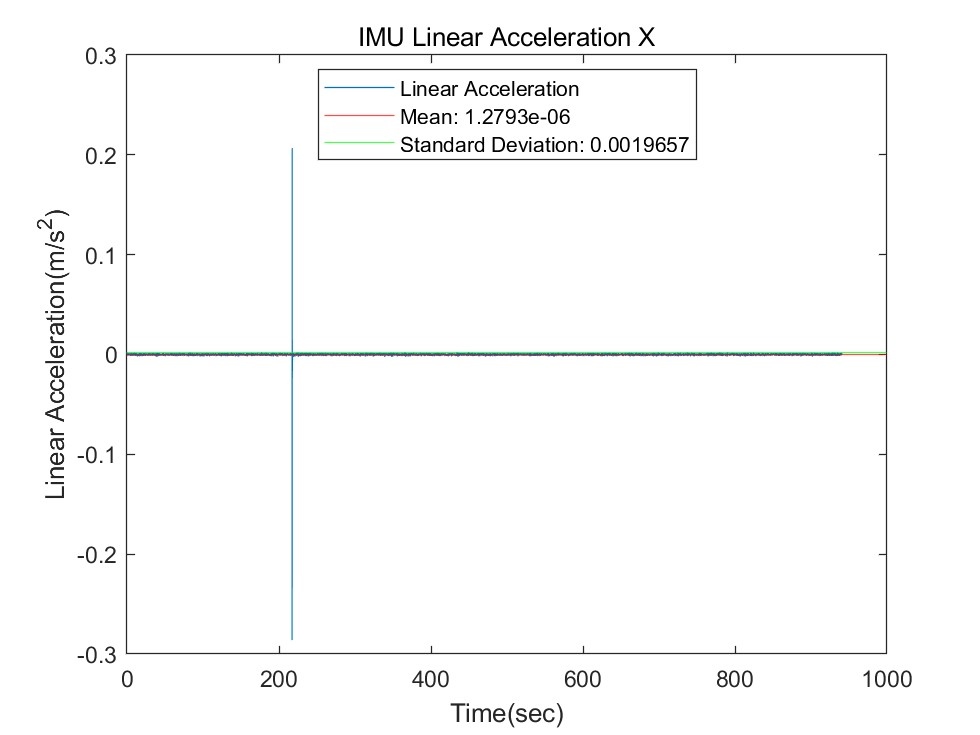 IMU Linear Acceleration X
0.3
0.2
0.1
0
-0.1
-0.2
-0.3
Linear Acceleration(m/s²)
Linear Acceleration
Mean: 1.2793e-06
Standard Deviation: 0.0019657
0 200 400 600 800 1000
Time(sec)